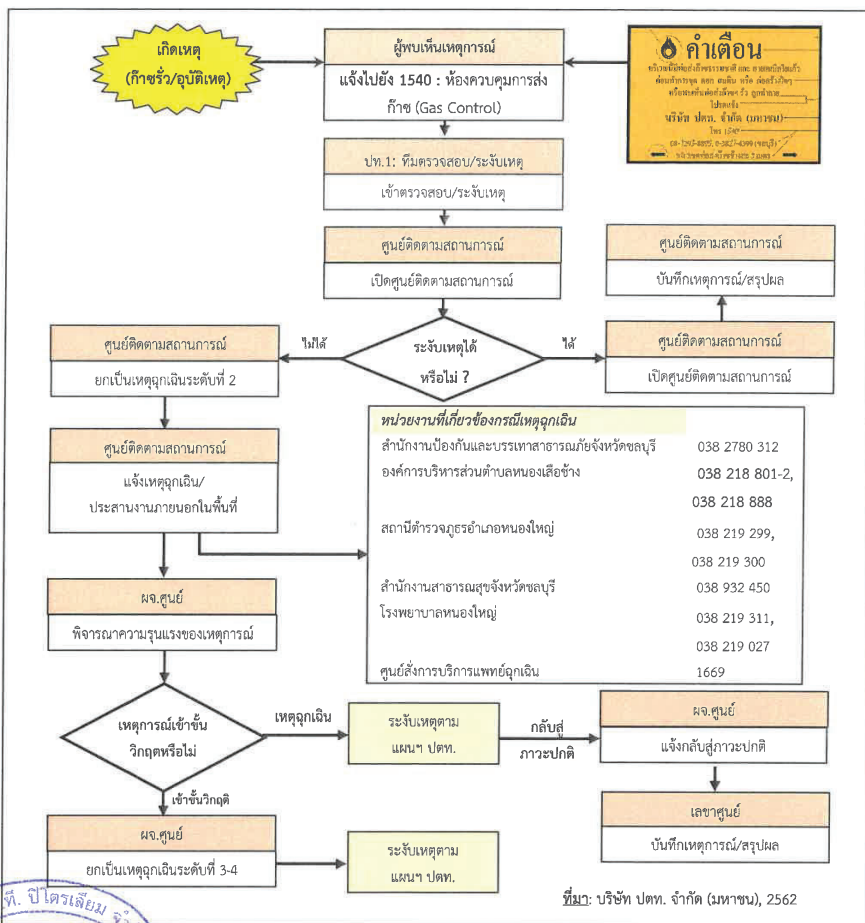 เกิดเหตุ
(ก๊าซรั่ว/อุบัติเหตุ)
ผู้พบเห็นเหตุการณ์
แจ้งไปยัง 1540 : ห้องควบคุมการส่ง
ก๊าซ (Gas Control)
คำเตือน
บริษัท ปตท. จำกัด (มหาชน)
โทร 1540
ปท.1: ทีมตรวจสอบ/ระงับเหตุ
เข้าตรวจสอบ/ระงับเหตุ
ศูนย์ติดตามสถานการณ์
เปิดศูนย์ติดตามสถานการณ์
ศูนย์ติดตามสถานการณ์
บันทึกเหตุการณ์/สรุปผล
ระงับเหตุได้
หรือไม่ ?
ไม่ได้
ได้
ศูนย์ติดตามสถานการณ์
ยกเป็นเหตุฉุกเฉินระดับที่ 2
ศูนย์ติดตามสถานการณ์
เปิดศูนย์ติดตามสถานการณ์
ศูนย์ติดตามสถานการณ์
แจ้งเหตุฉุกเฉิน/
ประสานงานภายนอกในพื้นที่
หน่วยงานที่เกี่ยวข้องกรณีเหตุฉุกเฉิน
สำนักงานป้องกันและบรรเทาสาธารณภัยจังหวัดชลบุรี 038 2780 312
องค์การบริหารส่วนตำบลหนองเสือช้าง 038 218 801-2,
038 218 888
สถานีตำรวจภูธรอำเภอหนองใหญ่ 038 219 299,
038 219 300
สำนักงานสาธารณสุขจังหวัดชลบุรี 038 932 450
โรงพยาบาลหนองใหญ่ 038 219 311,
038 219 027
ศูนย์สั่งการบริการแพทย์ฉุกเฉิน 1669
ผจ.ศูนย์
พิจารณาความรุนแรงของเหตุการณ์
เหตุการณ์เข้าขั้น
วิกฤตหรือไม่
เหตุฉุกเฉิน
ระงับเหตุตาม
แผนฯ ปตท.
กลับสู่
ภาวะปกติ
ผจ.ศูนย์
แจ้งกลับสู่ภาวะปกติ
เข้าขั้นวิกฤติ
ผจ.ศูนย์
ยกเป็นเหตุฉุกเฉินระดับที่ 3-4
ระงับเหตุตาม
แผนฯ ปตท.
เลขาศูนย์
บันทึกเหตุการณ์/สรุปผล
ที่มา: บริษัท ปตท. จำกัด (มหาชน), 2562
ที. ปิโตรเลียม